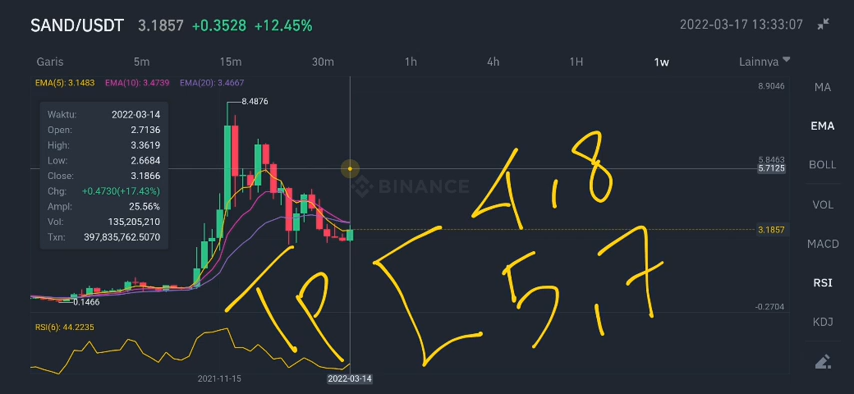 SAND/USDT 3.1857 +0.3528 +12.45% 2022-03-17 13:33:07
Garis 5m 15m 30m 1h 4h 1H 1w Lainnya
EMA(5): 3.1483 EMA(10): 3.4739 EMA(20): 3.4667
8.9046
MA
Waktu: 2022-03-14
Open: 2.7136
High: 3.3619
Low: 2.6684
Close: 3.1866
Chg: +0.4730(+17.43%)
Ampl: 25.56%
Vol: 135,205,210
Txn: 397,835,762.5070
8.4876
EMA
5.8463
BOLL
5.7125
BINANCE
4.8
VOL
3.1857
MACD
TP 1 5.7
RSI
0.1466
-0.2704
KDJ
RSI(6): 44.2235
2021-11-15 2022-03-14